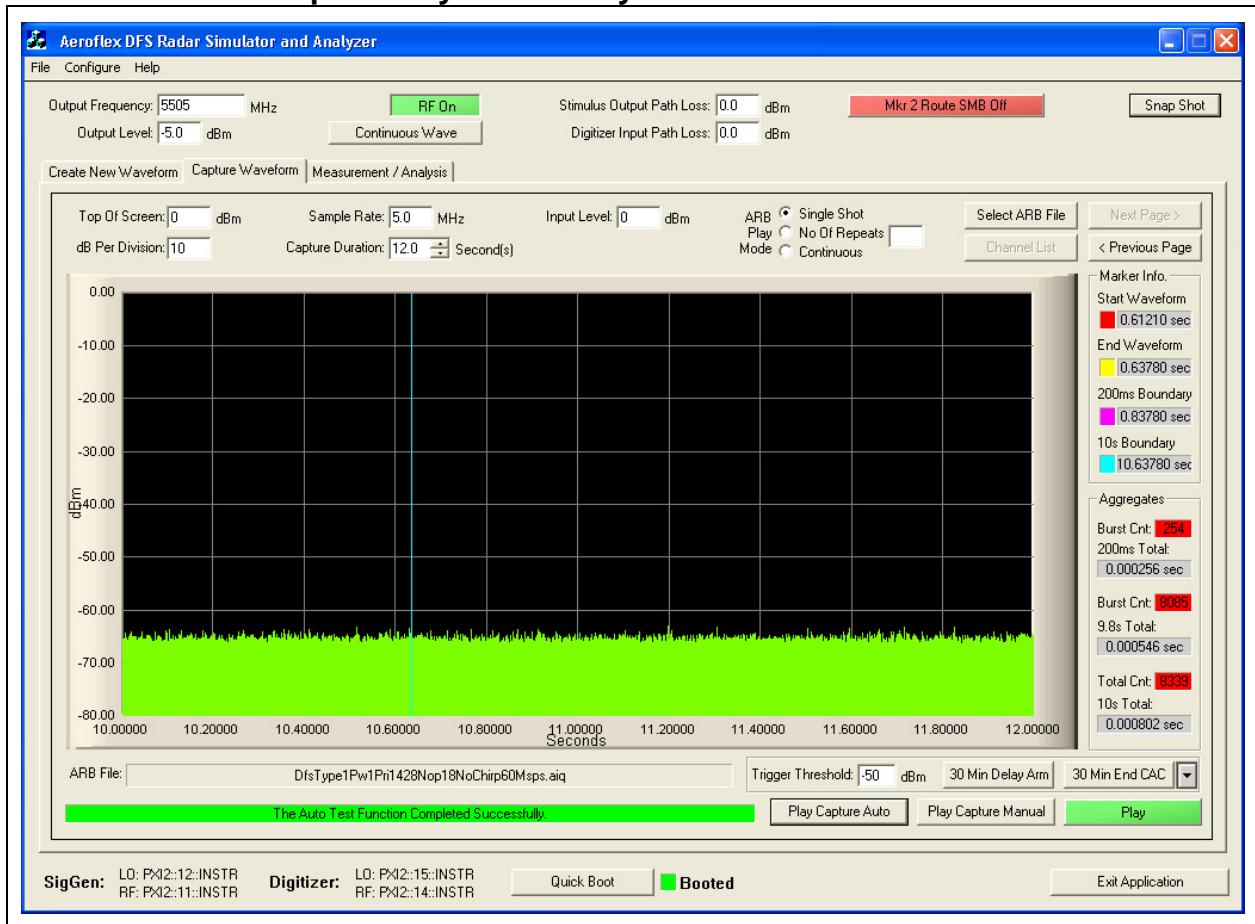 Aeroflex DFS Radar Simulator and Analyzer
File Configure Help
Output Frequency: 5505 MHz
RF On
Stimulus Output Path Loss: 0.0 dBm
Mkr 2 Route SMB Off
Snap Shot
Output Level: -5.0 dBm
Continuous Wave
Digitizer Input Path Loss: 0.0 dBm
Create New Waveform Capture Waveform Measurement / Analysis
Top Of Screen: 0 dBm
Sample Rate: 5.0 MHz
Input Level: 0 dBm
ARB Play Mode
Single Shot
No Of Repeats
Continuous
Select ARB File
Next Page >
dB Per Division: 10
Capture Duration: 12.0 Second(s)
Channel List
< Previous Page
0.00
-10.00
-20.00
-30.00
-40.00
-50.00
-60.00
-70.00
-80.00
dBm
10.00000 10.20000 10.40000 10.60000 10.80000 11.00000 11.20000 11.40000 11.60000 11.80000 12.00000
Seconds
Marker Info.
Start Waveform
0.61210 sec
End Waveform
0.63780 sec
200ms Boundary
0.83780 sec
10s Boundary
10.63780 sec
Aggregates
Burst Cnt: 254
200ms Total:
0.000256 sec
Burst Cnt: 8085
9.8s Total:
0.000546 sec
Total Cnt: 8339
10s Total:
0.000802 sec
ARB File: DfsType1Pw1Pri1428Nop18NoChirp60Msps.aiq
Trigger Threshold: -50 dBm
30 Min Delay Arm
30 Min End CAC
The Auto Test Function Completed Successfully.
Play Capture Auto
Play Capture Manual
Play
SigGen: LO: PXI2::12::INSTR
RF: PXI2::11::INSTR
Digitizer: LO: PXI2::15::INSTR
RF: PXI2::14::INSTR
Quick Boot
Booted
Exit Application